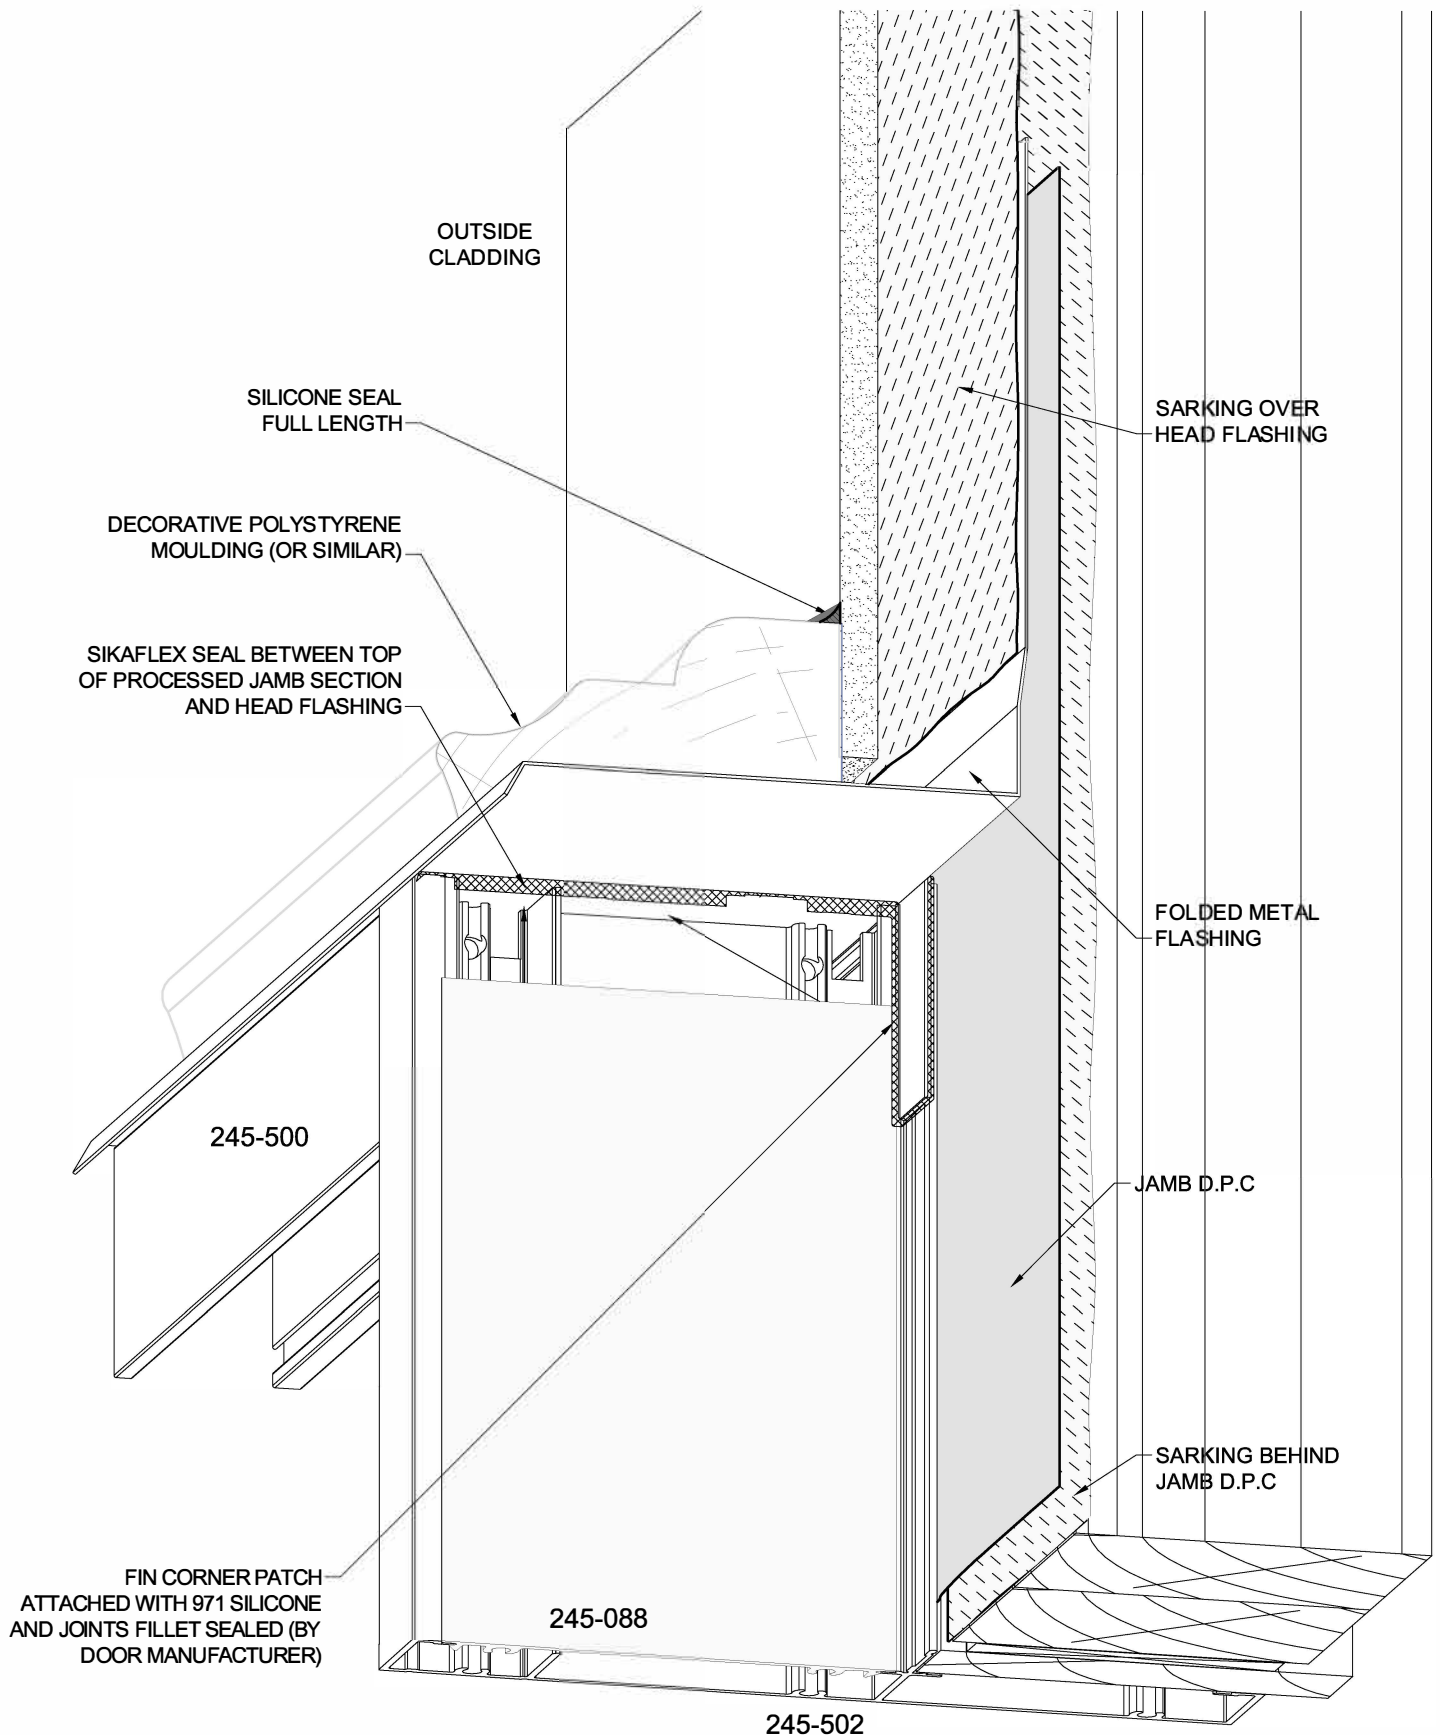 OUTSIDE
CLADDING
SILICONE SEAL
FULL LENGTH
SARKING OVER
HEAD FLASHING
DECORATIVE POLYSTYRENE
MOULDING (OR SIMILAR)
SIKAFLEX SEAL BETWEEN TOP
OF PROCESSED JAMB SECTION
AND HEAD FLASHING
FOLDED METAL
FLASHING
245-500
JAMB D.P.C
SARKING BEHIND
JAMB D.P.C
FIN CORNER PATCH
ATTACHED WITH 971 SILICONE
AND JOINTS FILLET SEALED (BY
DOOR MANUFACTURER)
245-088
245-502